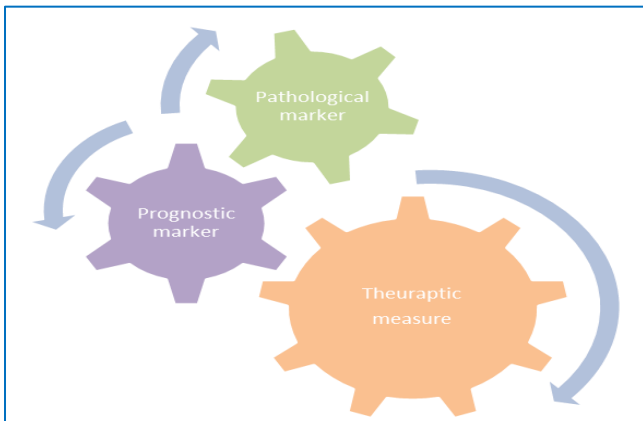 Pathological
marker
Prognostic
marker
Theuraptic
measure